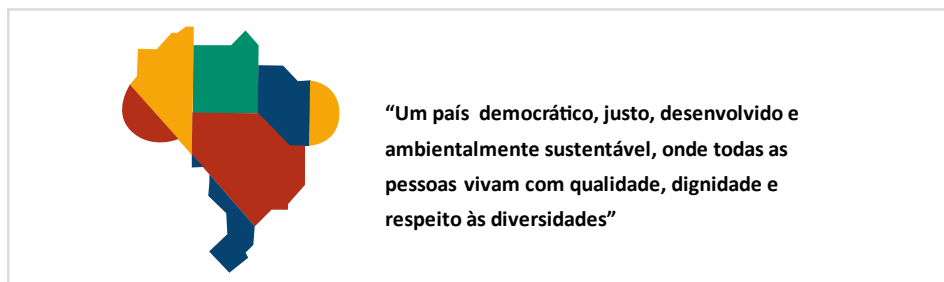 “Um país democrático, justo, desenvolvido e
ambientalmente sustentável, onde todas as
pessoas vivam com qualidade, dignidade e
respeito às diversidades”